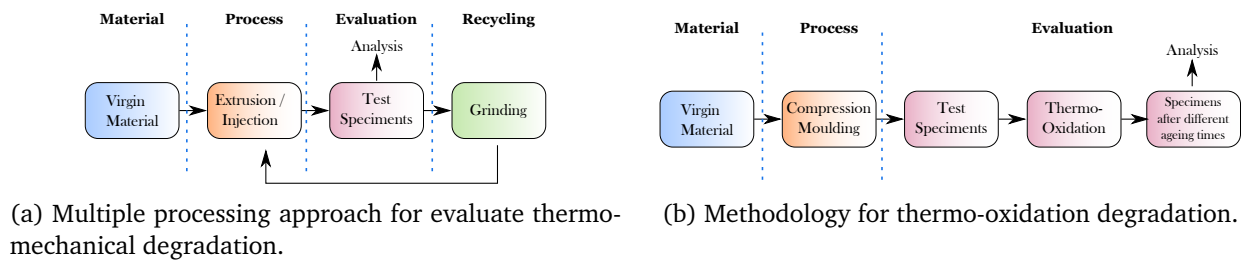 Material Process Evaluation Recycling
Analysis
Virgin
Material
Extrusion /
Injection
Test
Speciments
Grinding
(a) Multiple processing approach for evaluate thermo-
mechanical degradation.
Material Process Evaluation
Analysis
Virgin
Material
Compression
Moulding
Test
Speciments
Thermo-
Oxidation
Specimens
after different
ageing times
(b) Methodology for thermo-oxidation degradation.